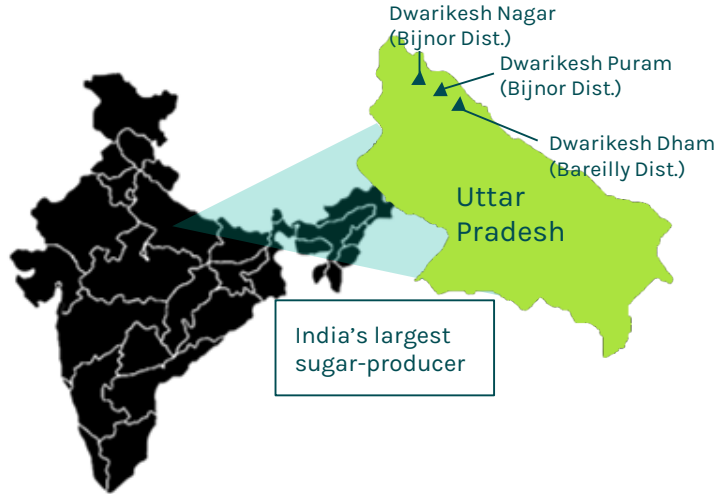 Dwarikesh Nagar
(Bijnor Dist.)
Dwarikesh Puram
(Bijnor Dist.)
Dwarikesh Dham
(Bareilly Dist.)
Uttar
Pradesh
India’s largest
sugar-producer